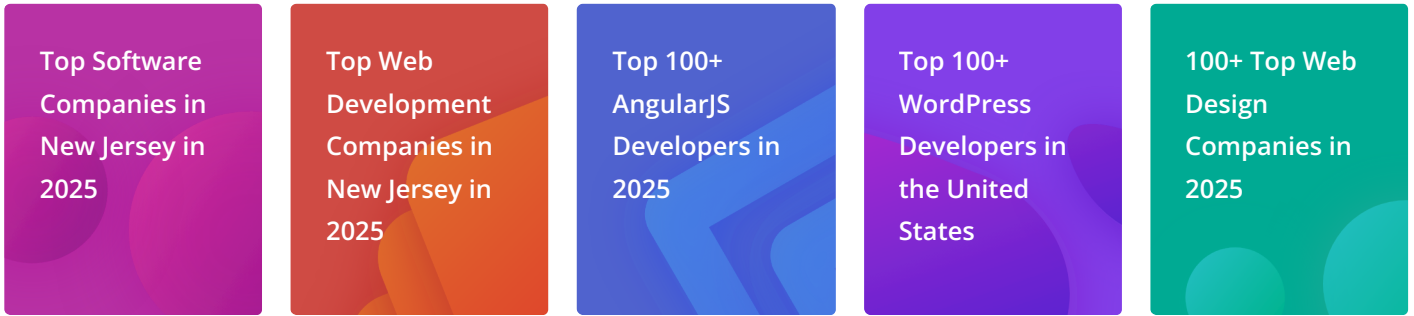 Top Software
Companies in
New Jersey in
2025
Top Web
Development
Companies in
New Jersey in
2025
Top 100+
AngularJS
Developers in
2025
Top 100+
WordPress
Developers in
the United
States
100+ Top Web
Design
Companies in
2025